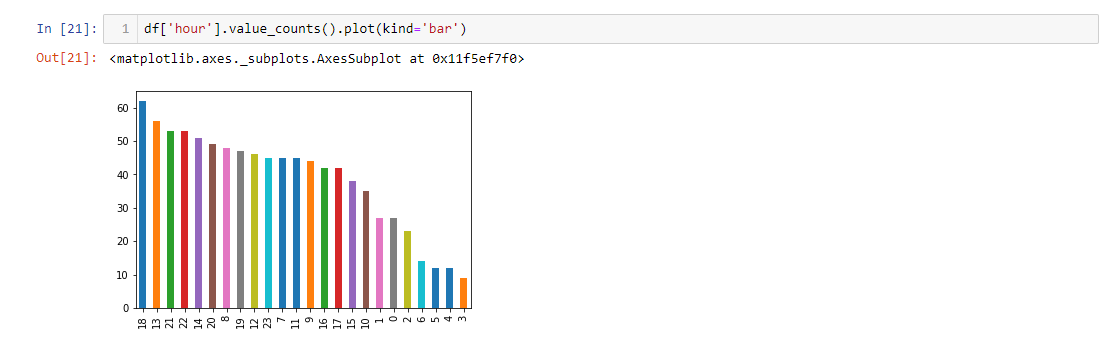 In [21]: 1 df['hour'].value_counts().plot(kind='bar')
Out[21]: <matplotlib.axes._subplots.AxesSubplot at 0x11f5ef7f0>
60
50
40
30
20
10
0
18 13 21 22 14 20 8 19 12 23 7 11 9 16 17 15 10 1 0 2 6 5 4 3